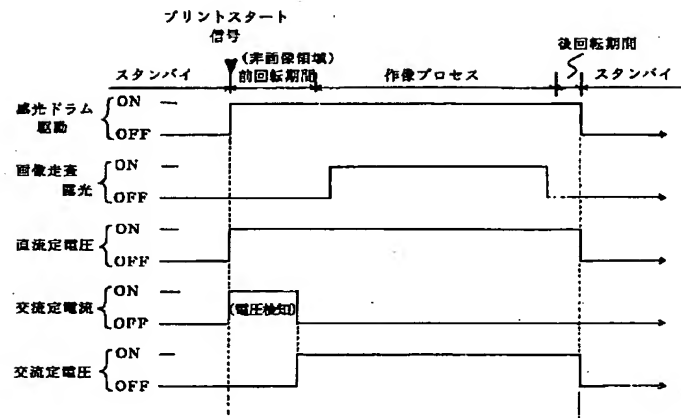 プリントスタート
信号
(非画像領域)
後回転期間
スタンバイ 前回転期間 作像プロセス スタンバイ
感光ドラム
駆動
ON
OFF
画像走査
露光
ON
OFF
直流定電圧
ON
OFF
交流定電流
ON
(電圧検知)
OFF
交流定電圧
ON
OFF